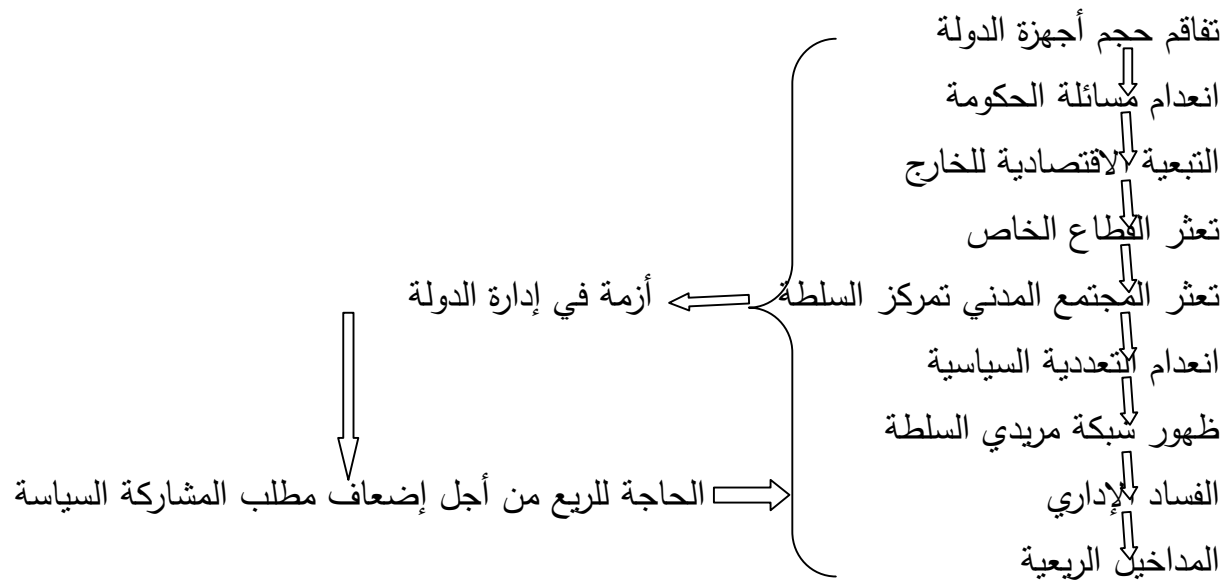 تفاقم حجم أجهزة الدولة
انعدام مسائلة الحكومة
التبعية الاقتصادية للخارج
تعثر القطاع الخاص
تعثر المجتمع المدني تمركز السلطة
أزمة في إدارة الدولة
انعدام التعددية السياسية
ظهور شبكة مريدي السلطة
الفساد الإداري
الحاجة للريع من أجل إضعاف مطلب المشاركة السياسة
المداخيل الريعية